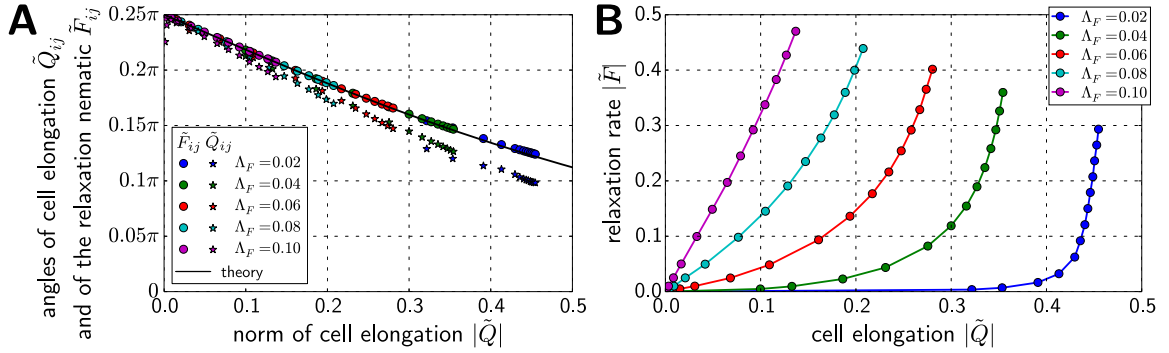 A
angles of cell elongation Q̃ij
and of the relaxation nematic F̃ij
0.25π
0.2π
0.15π
0.1π
0.05π
0
F̃ij Q̃ij
ΛF = 0.02
ΛF = 0.04
ΛF = 0.06
ΛF = 0.08
ΛF = 0.10
theory
0.0 0.1 0.2 0.3 0.4 0.5
norm of cell elongation |Q̃|
B
relaxation rate |F̃|
0.5
0.4
0.3
0.2
0.1
0.0
ΛF = 0.02
ΛF = 0.04
ΛF = 0.06
ΛF = 0.08
ΛF = 0.10
0.0 0.1 0.2 0.3 0.4 0.5
cell elongation |Q̃|